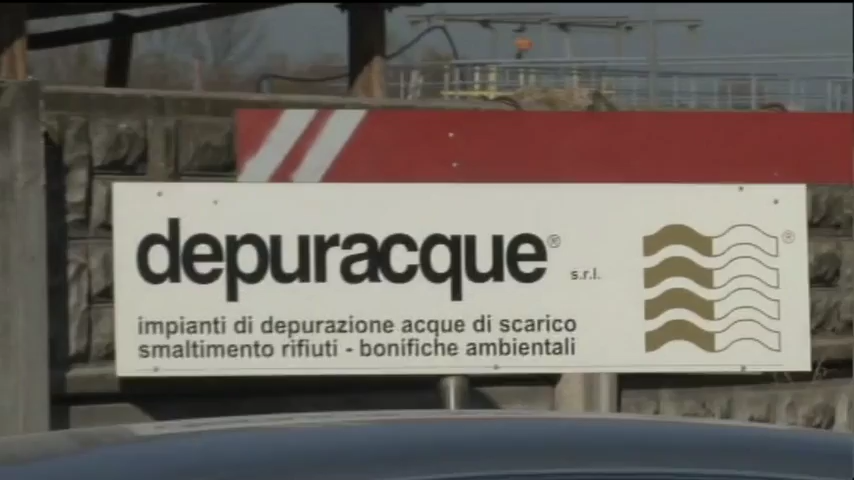 depuracque® s.r.l.
impianti di depurazione acque di scarico
smaltimento rifiuti - bonifiche ambientali
®